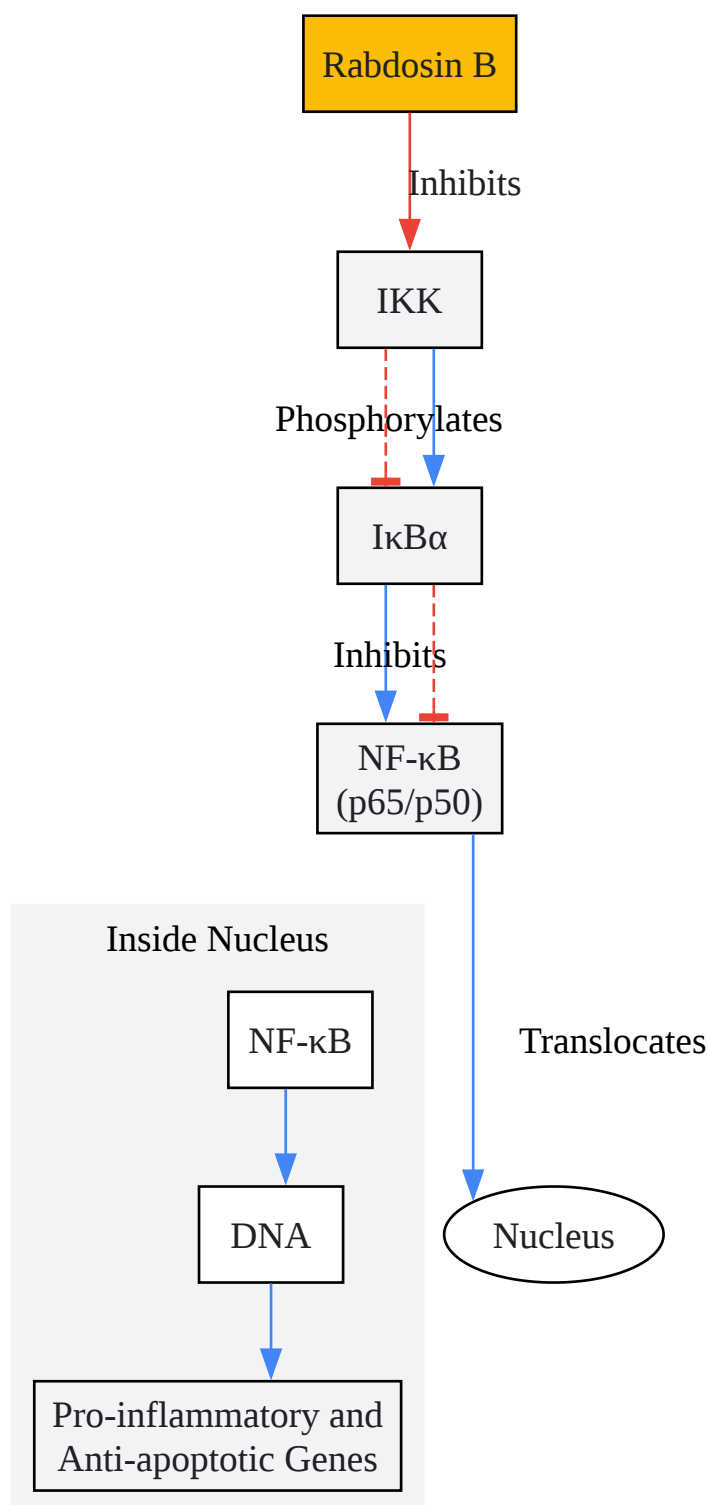 Rabdosin B
Inhibits
IKK
Phosphorylates
IκBα
Inhibits
NF-κB
(p65/p50)
Inside Nucleus
NF-κB
Translocates
DNA
Nucleus
Pro-inflammatory and
Anti-apoptotic Genes